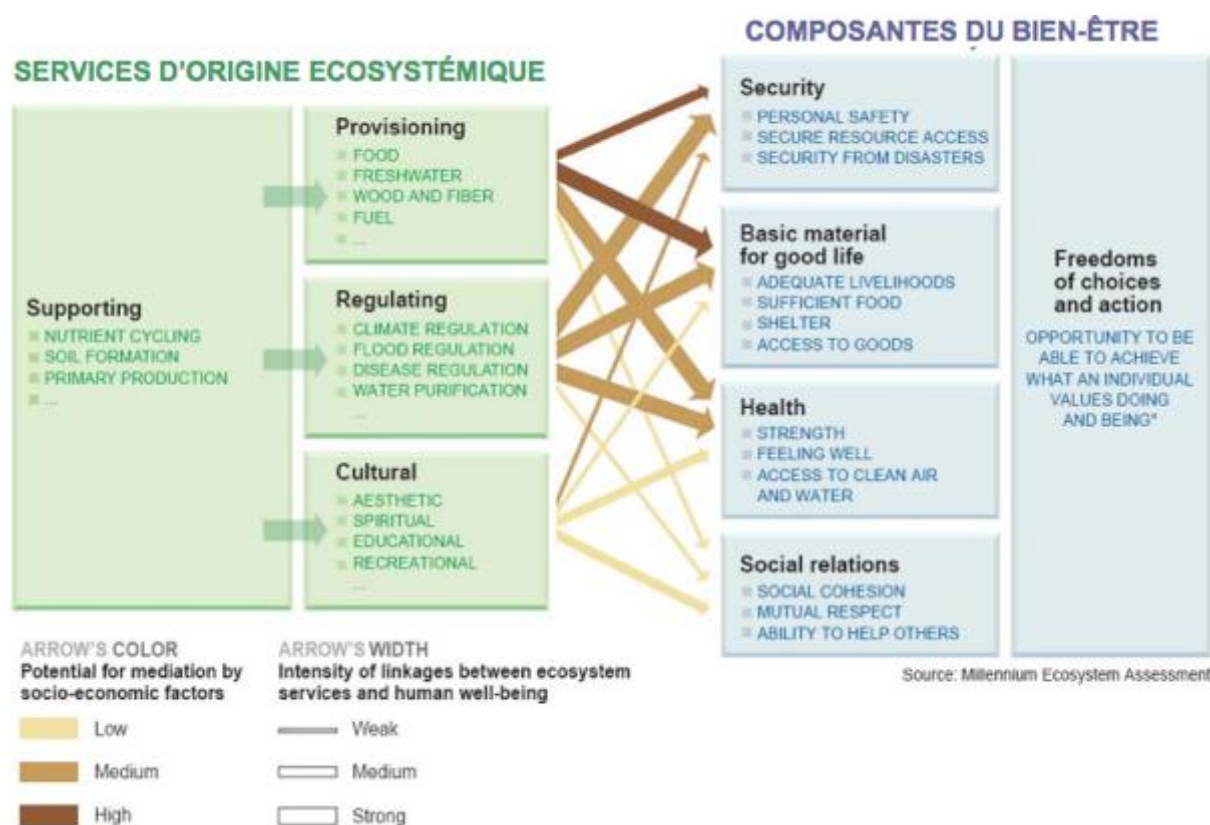 SERVICES D'ORIGINE ECOSYSTÉMIQUE
Supporting
NUTRIENT CYCLING
SOIL FORMATION
PRIMARY PRODUCTION
...
Provisioning
FOOD
FRESHWATER
WOOD AND FIBER
FUEL
...
Regulating
CLIMATE REGULATION
FLOOD REGULATION
DISEASE REGULATION
WATER PURIFICATION
...
Cultural
AESTHETIC
SPIRITUAL
EDUCATIONAL
RECREATIONAL
...
COMPOSANTES DU BIEN-ÊTRE
Security
PERSONAL SAFETY
SECURE RESOURCE ACCESS
SECURITY FROM DISASTERS
Basic material
for good life
ADEQUATE LIVELIHOODS
SUFFICIENT FOOD
SHELTER
ACCESS TO GOODS
Health
STRENGTH
FEELING WELL
ACCESS TO CLEAN AIR
AND WATER
Social relations
SOCIAL COHESION
MUTUAL RESPECT
ABILITY TO HELP OTHERS
Freedoms
of choices
and action
OPPORTUNITY TO BE
ABLE TO ACHIEVE
WHAT AN INDIVIDUAL
VALUES DOING
AND BEING"
Source: Millennium Ecosystem Assessment
ARROW'S COLOR
Potential for mediation by
socio-economic factors
Low
Medium
High
ARROW'S WIDTH
Intensity of linkages between ecosystem
services and human well-being
Weak
Medium
Strong